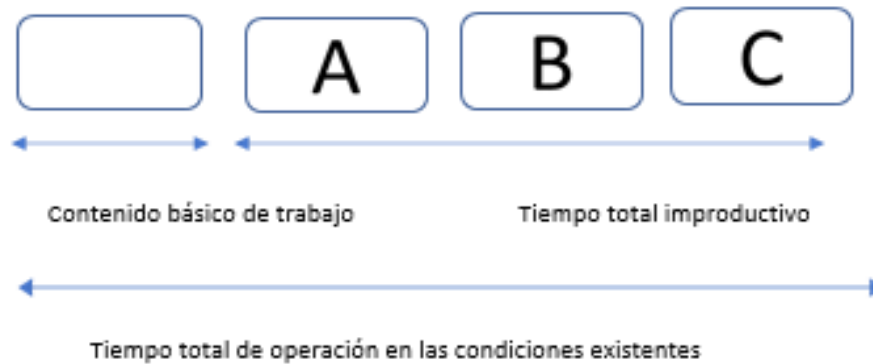 A B C
Contenido básico de trabajo Tiempo total improductivo
Tiempo total de operación en las condiciones existentes